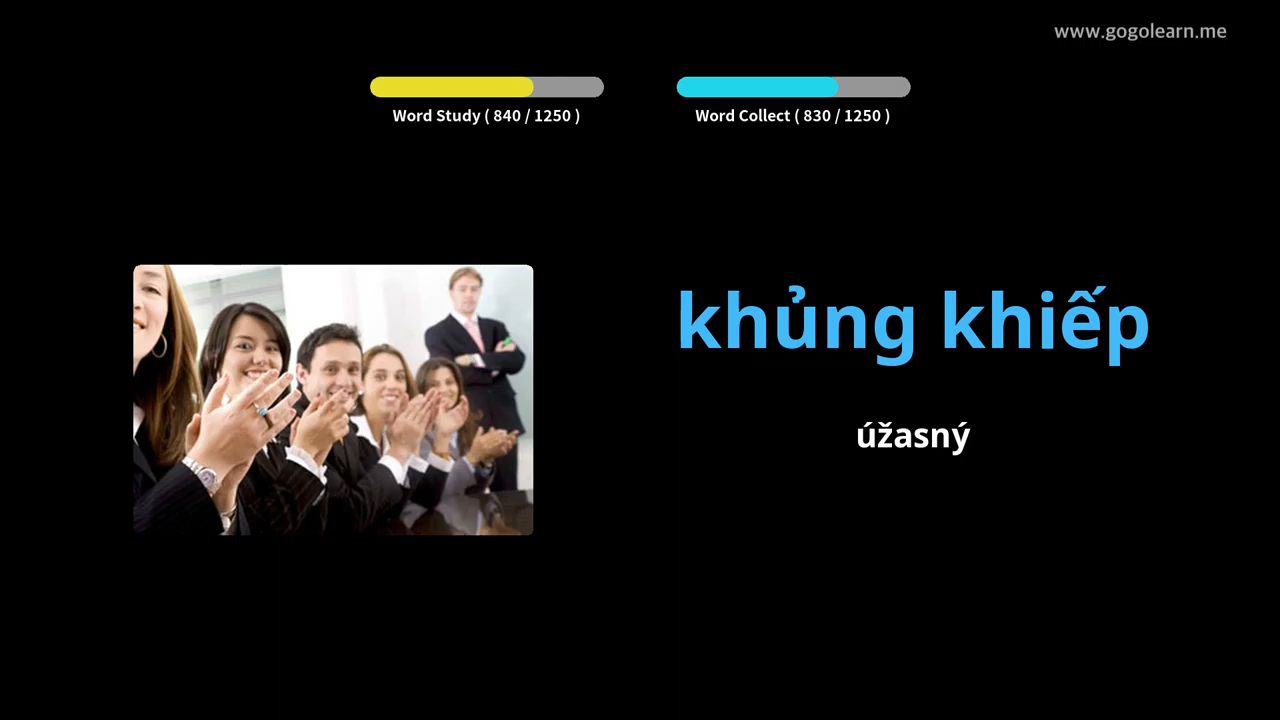 www.gogolearn.me
Word Study ( 840 / 1250 )
Word Collect ( 830 / 1250 )
khủng khiếp
úžasný